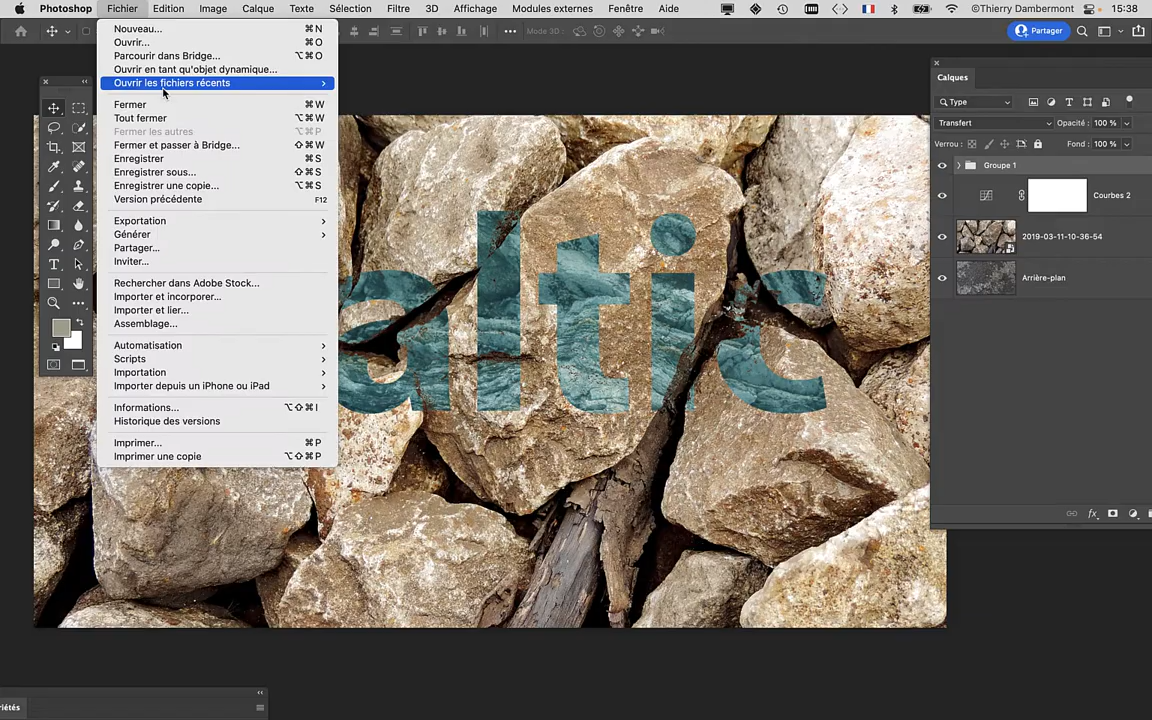 Photoshop Fichier Edition Image Calque Texte Sélection Filtre 3D Affichage Modules externes Fenêtre Aide ©Thierry Dambermont 15:38
Mode 3D : Partager
Nouveau... ⌘N
Ouvrir... ⌘O
Parcourir dans Bridge... ⌥⌘O
Ouvrir en tant qu'objet dynamique...
Ouvrir les fichiers récents
Fermer ⌘W
Tout fermer ⌥⌘W
Fermer les autres ⌥⌘P
Fermer et passer à Bridge... ⇧⌘W
Enregistrer ⌘S
Enregistrer sous... ⇧⌘S
Enregistrer une copie... ⌥⌘S
Version précédente F12
Exportation
Générer
Partager...
Inviter...
Rechercher dans Adobe Stock...
Importer et incorporer...
Importer et lier...
Assemblage...
Automatisation
Scripts
Importation
Importer depuis un iPhone ou iPad
Informations... ⌥⇧⌘I
Historique des versions
Imprimer... ⌘P
Imprimer une copie ⌥⇧⌘P
altic
Calques
Type
Transfert Opacité : 100 %
Verrou : Fond : 100 %
Groupe 1
Courbes 2
2019-03-11-10-36-54
Arrière-plan
fx
riétés